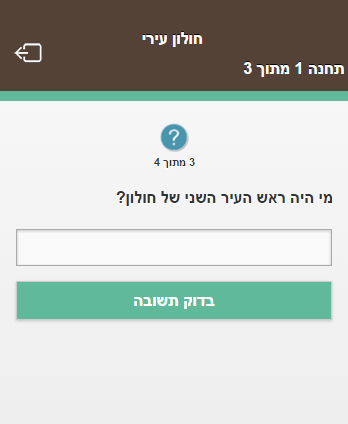 חולון עירי
תחנה 1 מתוך 3
?
3 מתוך 4
מי היה ראש העיר השני של חולון?
בדוק תשובה